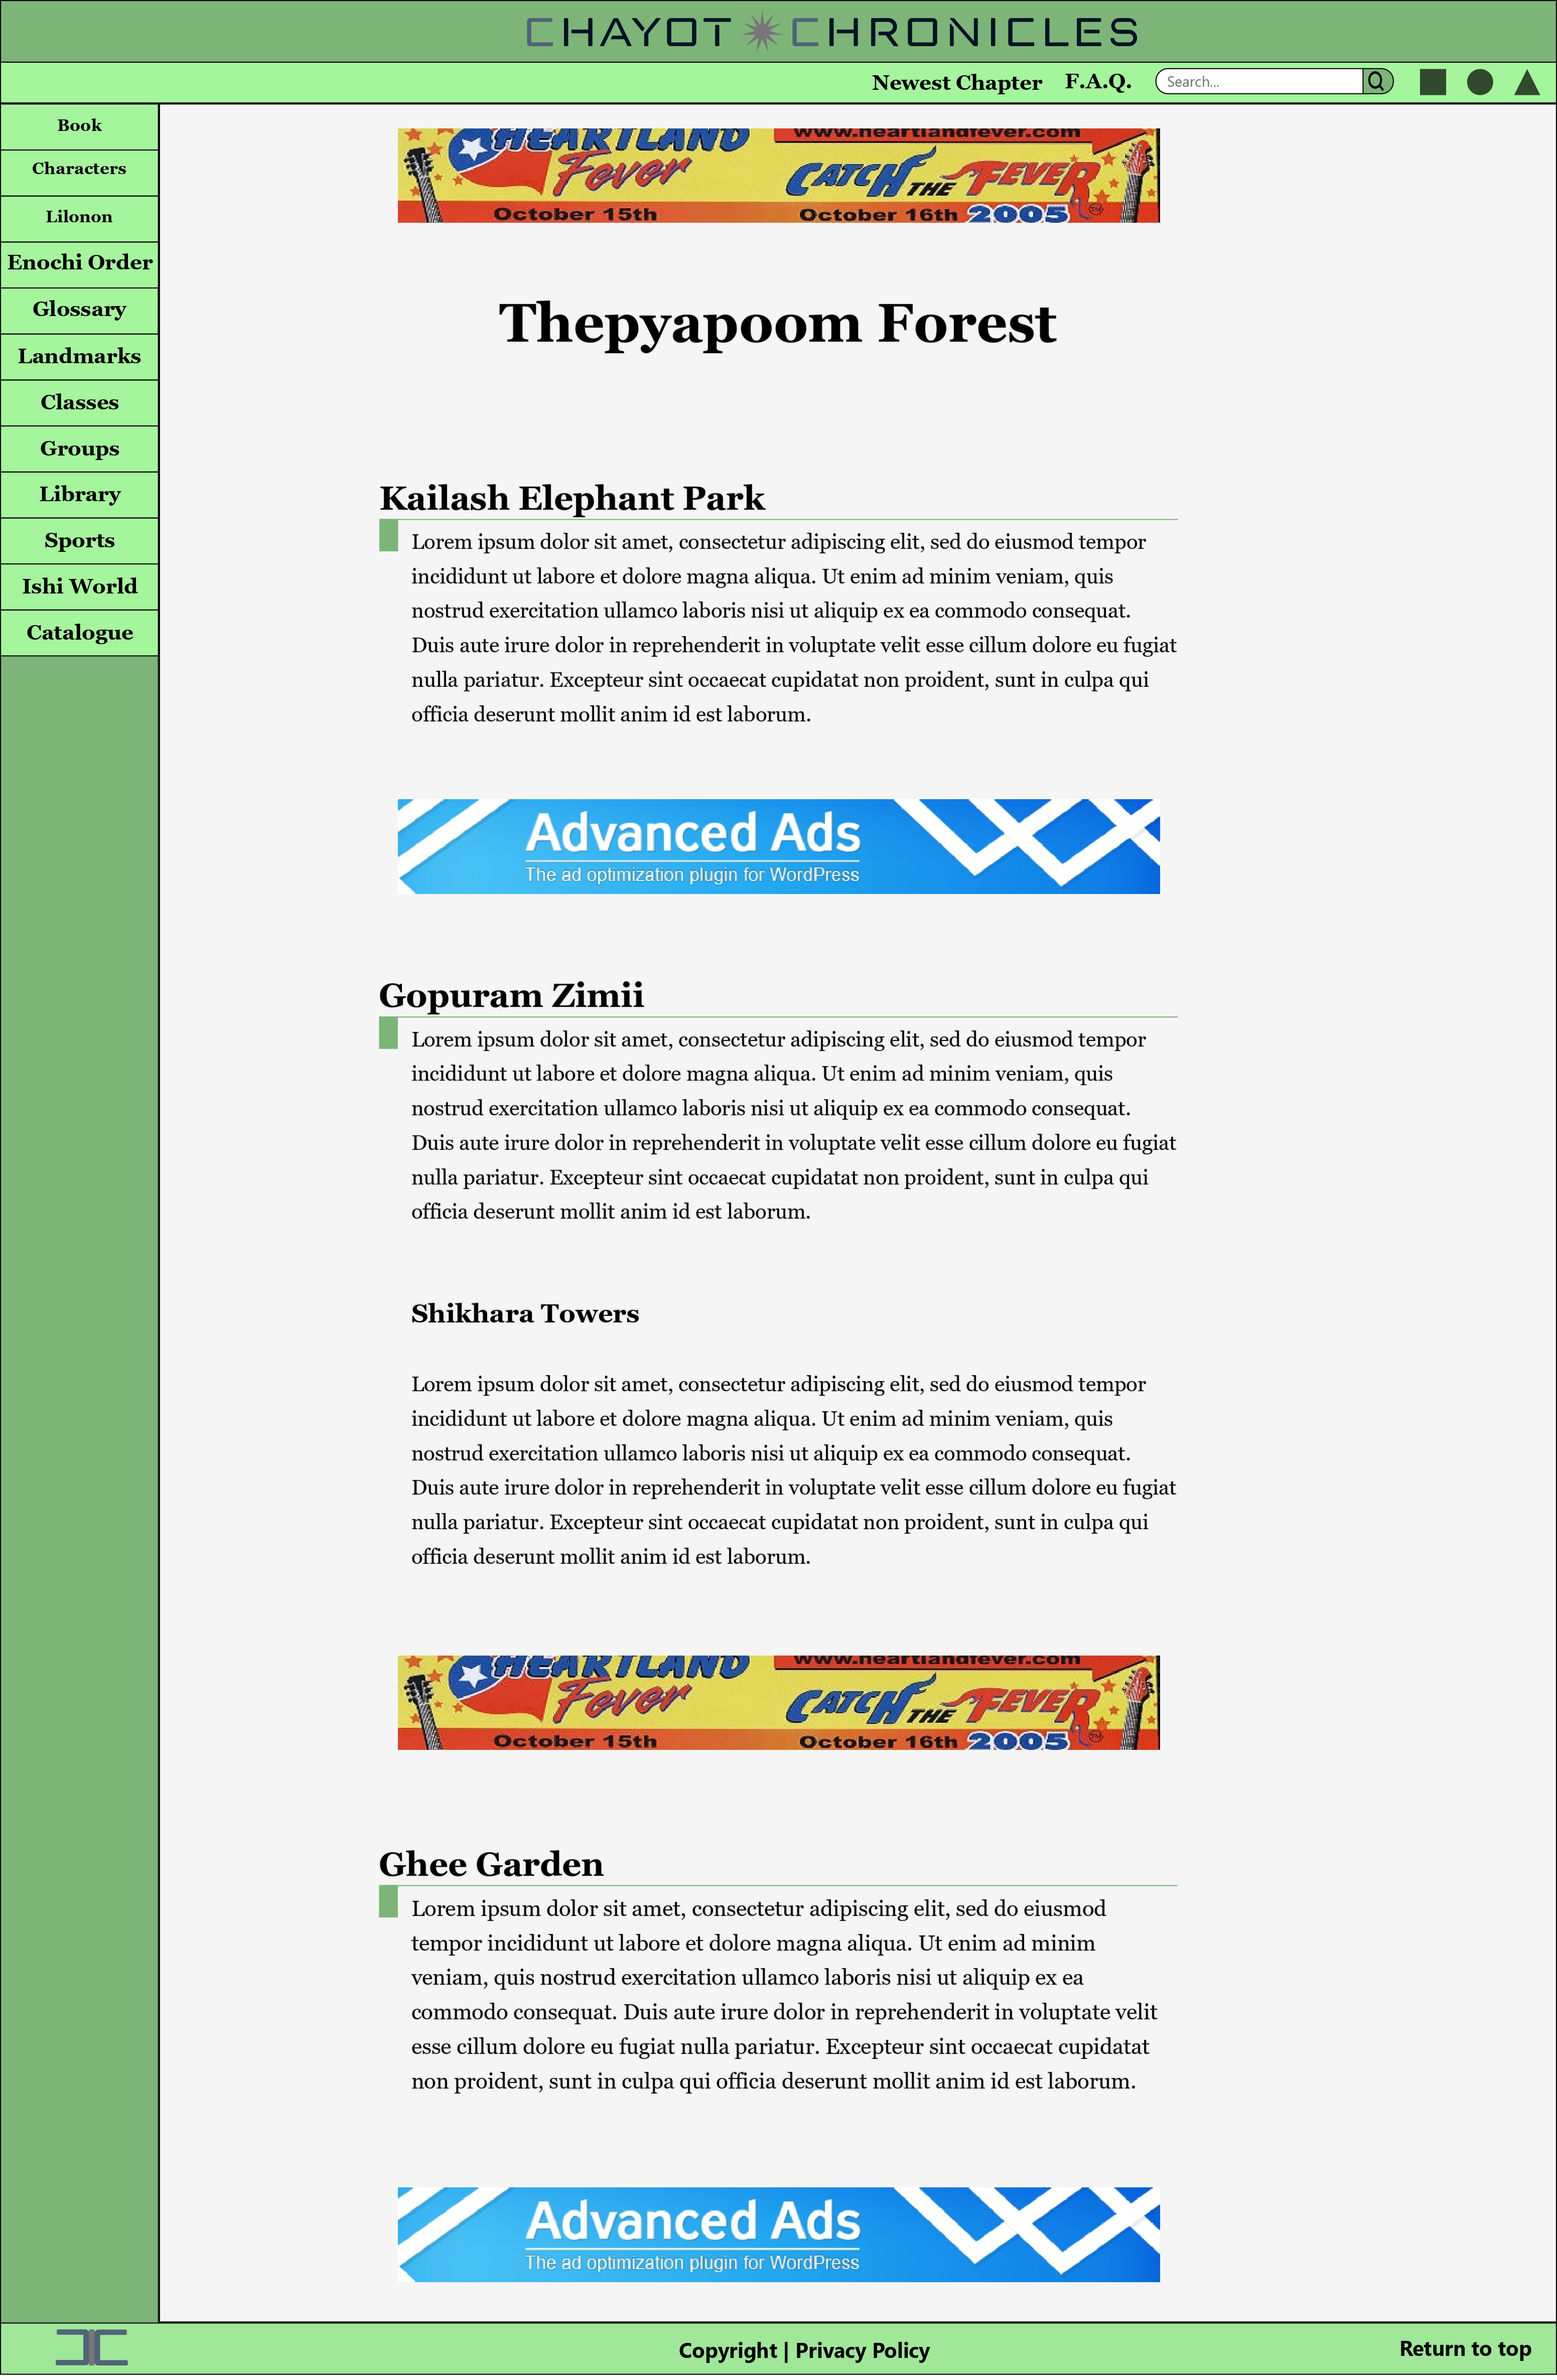 CHAYOT CHRONICLES
Newest Chapter F.A.Q. Search...
Book
Characters
Lilonon
Enochi Order
Glossary
Landmarks
Classes
Groups
Library
Sports
Ishi World
Catalogue
HEARTLAND
Fever
www.heartlandfever.com
CATCH THE FEVER
October 15th
October 16th 2005
TM
Thepyapoom Forest
Kailash Elephant Park
Lorem ipsum dolor sit amet, consectetur adipiscing elit, sed do eiusmod tempor
incididunt ut labore et dolore magna aliqua. Ut enim ad minim veniam, quis
nostrud exercitation ullamco laboris nisi ut aliquip ex ea commodo consequat.
Duis aute irure dolor in reprehenderit in voluptate velit esse cillum dolore eu fugiat
nulla pariatur. Excepteur sint occaecat cupidatat non proident, sunt in culpa qui
officia deserunt mollit anim id est laborum.
Advanced Ads
The ad optimization plugin for WordPress
Gopuram Zimii
Lorem ipsum dolor sit amet, consectetur adipiscing elit, sed do eiusmod tempor
incididunt ut labore et dolore magna aliqua. Ut enim ad minim veniam, quis
nostrud exercitation ullamco laboris nisi ut aliquip ex ea commodo consequat.
Duis aute irure dolor in reprehenderit in voluptate velit esse cillum dolore eu fugiat
nulla pariatur. Excepteur sint occaecat cupidatat non proident, sunt in culpa qui
officia deserunt mollit anim id est laborum.
Shikhara Towers
Lorem ipsum dolor sit amet, consectetur adipiscing elit, sed do eiusmod tempor
incididunt ut labore et dolore magna aliqua. Ut enim ad minim veniam, quis
nostrud exercitation ullamco laboris nisi ut aliquip ex ea commodo consequat.
Duis aute irure dolor in reprehenderit in voluptate velit esse cillum dolore eu fugiat
nulla pariatur. Excepteur sint occaecat cupidatat non proident, sunt in culpa qui
officia deserunt mollit anim id est laborum.
HEARTLAND
Fever
www.heartlandfever.com
CATCH THE FEVER
October 15th
October 16th 2005
TM
Ghee Garden
Lorem ipsum dolor sit amet, consectetur adipiscing elit, sed do eiusmod
tempor incididunt ut labore et dolore magna aliqua. Ut enim ad minim
veniam, quis nostrud exercitation ullamco laboris nisi ut aliquip ex ea
commodo consequat. Duis aute irure dolor in reprehenderit in voluptate velit
esse cillum dolore eu fugiat nulla pariatur. Excepteur sint occaecat cupidatat
non proident, sunt in culpa qui officia deserunt mollit anim id est laborum.
Advanced Ads
The ad optimization plugin for WordPress
Copyright | Privacy Policy
Return to top